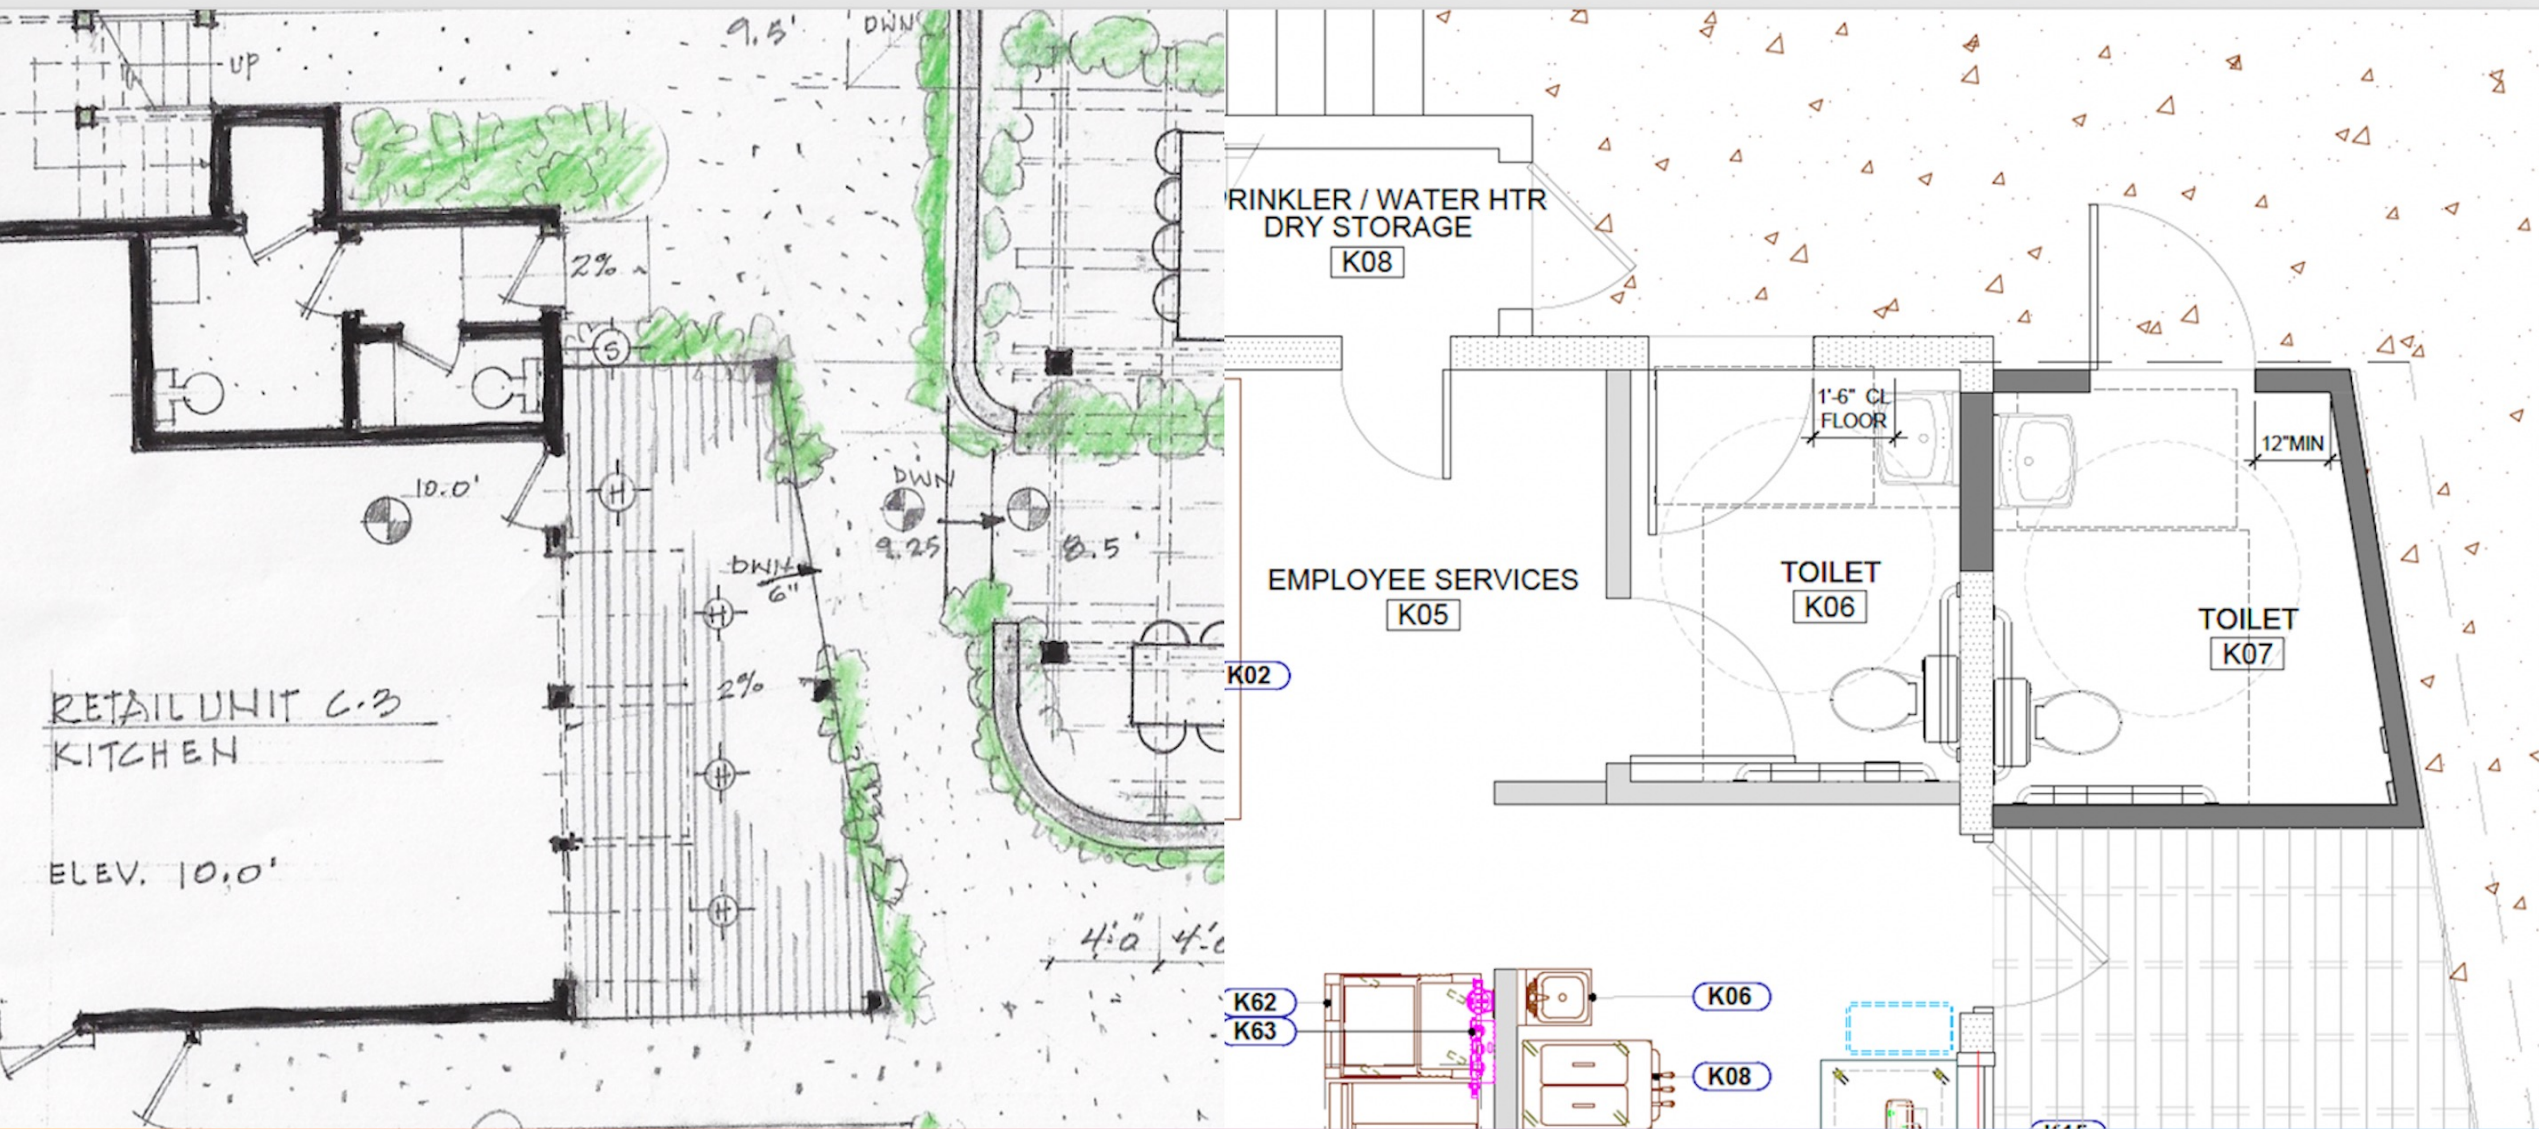 9.5'
DWN
UP
2%
S
H
10.0'
DWN
9.25
8.5'
DWN
6"
H
2%
RETAIL UNIT C.3
KITCHEN
H
ELEV. 10.0'
H
4'.0"
RINKLER / WATER HTR
DRY STORAGE
K08
1'-6" CL
FLOOR
12"MIN
EMPLOYEE SERVICES
K05
TOILET
K06
TOILET
K07
K02
K62
K63
K06
K08